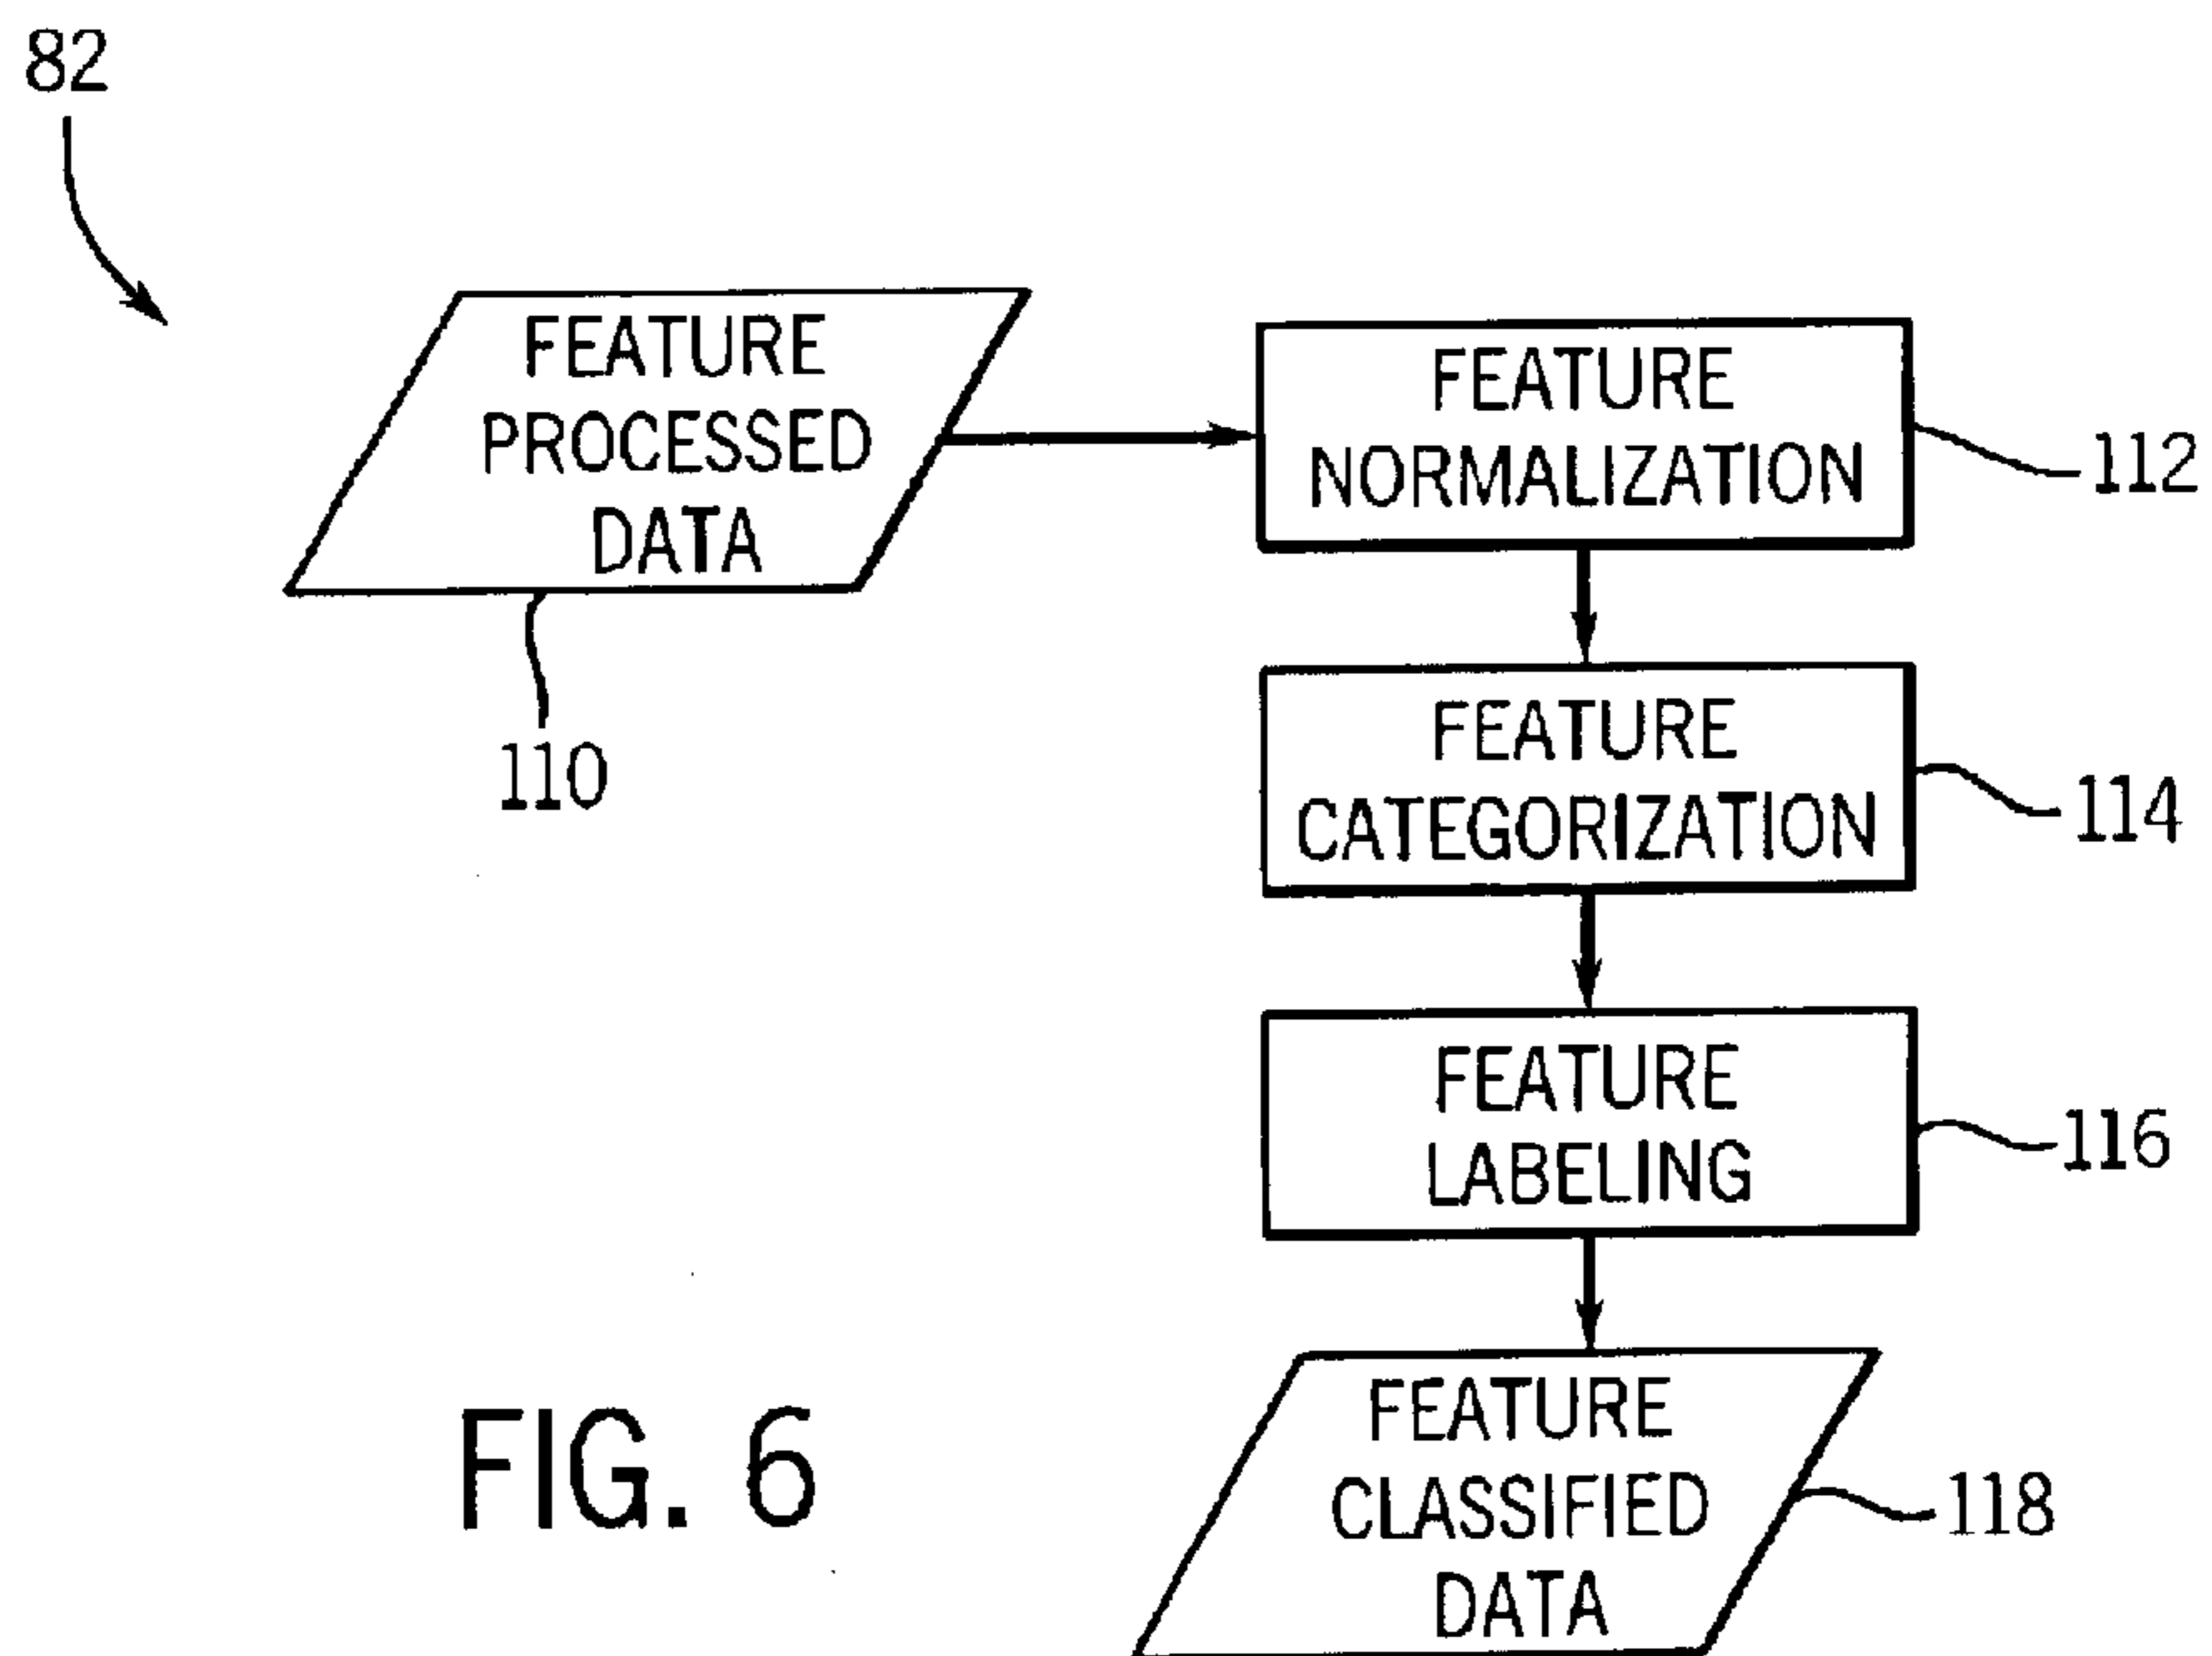 82
FEATURE
PROCESSED
DATA
110
FEATURE
NORMALIZATION
112
FEATURE
CATEGORIZATION
114
FEATURE
LABELING
116
FEATURE
CLASSIFIED
DATA
118
FIG. 6